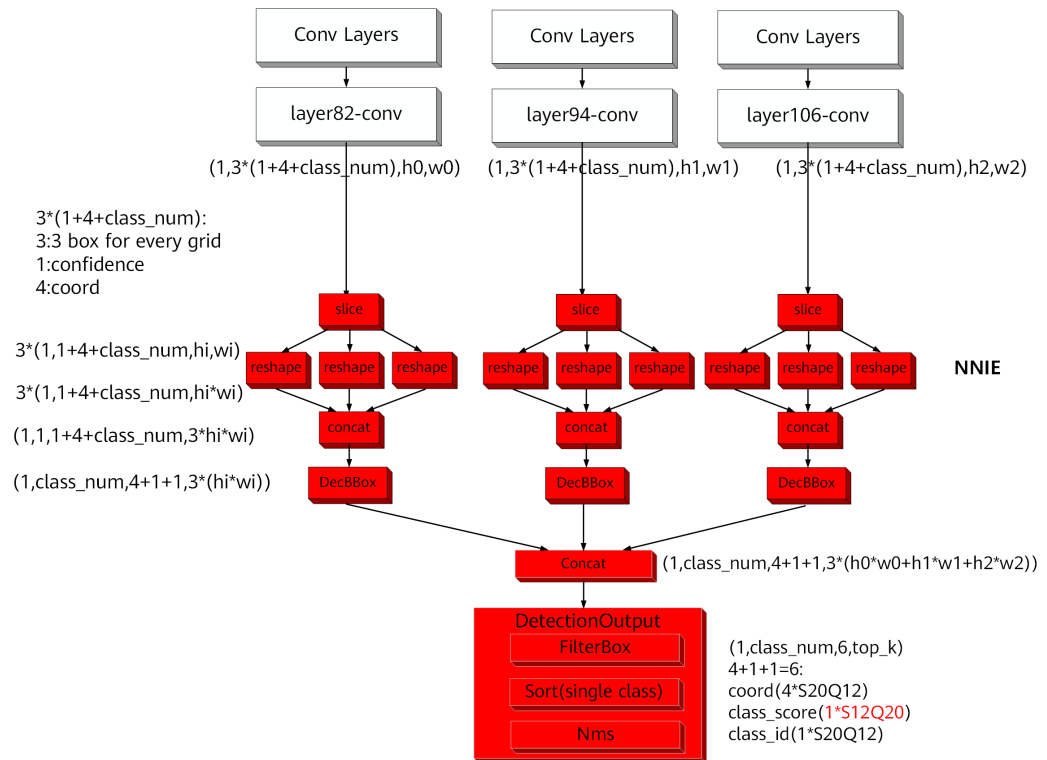 Conv Layers
Conv Layers
Conv Layers
layer82-conv
layer94-conv
layer106-conv
(1,3*(1+4+class_num),h0,w0)
(1,3*(1+4+class_num),h1,w1)
(1,3*(1+4+class_num),h2,w2)
3*(1+4+class_num):
3:3 box for every grid
1:confidence
4:coord
slice
slice
slice
3*(1,1+4+class_num,hi,wi)
reshape
reshape
reshape
reshape
reshape
reshape
reshape
reshape
reshape
NNIE
3*(1,1+4+class_num,hi*wi)
(1,1,1+4+class_num,3*hi*wi)
concat
concat
concat
(1,class_num,4+1+1,3*(hi*wi))
DecBBox
DecBBox
DecBBox
Concat
(1,class_num,4+1+1,3*(h0*w0+h1*w1+h2*w2))
DetectionOutput
FilterBox
Sort(single class)
Nms
(1,class_num,6,top_k)
4+1+1=6:
coord(4*S20Q12)
class_score(1*S12Q20)
class_id(1*S20Q12)